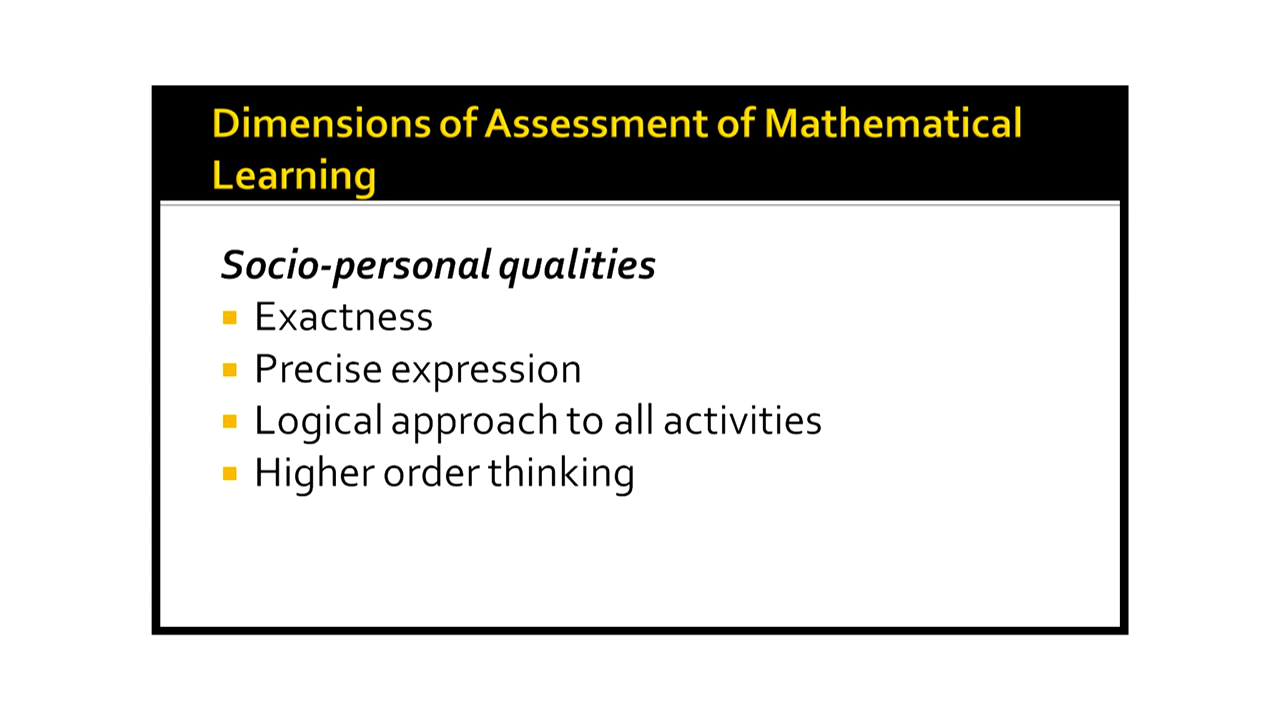 Dimensions of Assessment of Mathematical
Learning
Socio-personal qualities
Exactness
Precise expression
Logical approach to all activities
Higher order thinking